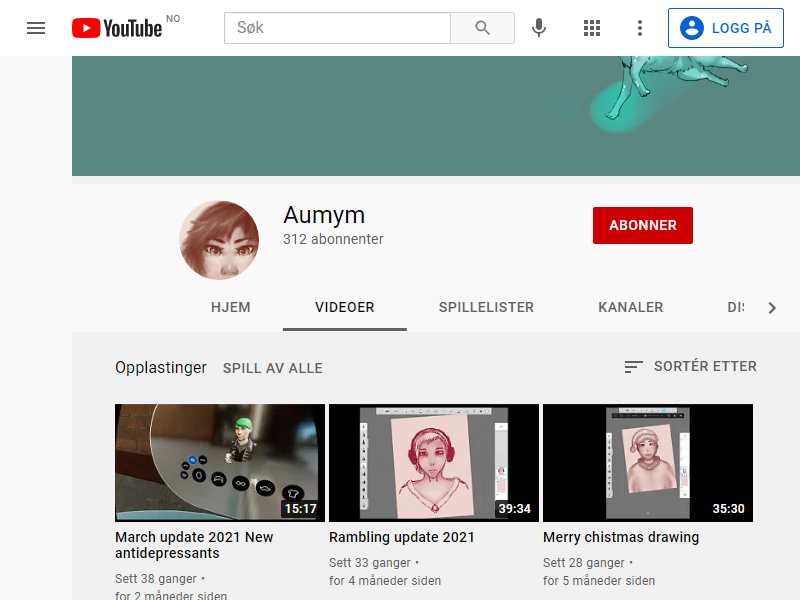 YouTube NO
Søk
LOGG PÅ
Aumym
312 abonnenter
ABONNER
HJEM VIDEOER SPILLELISTER KANALER
Opplastinger SPILL AV ALLE SORTÉR ETTER
15:17 39:34 35:30
March update 2021 New
antidepressants
Sett 38 ganger •
for 2 måneder siden
Rambling update 2021
Sett 33 ganger •
for 4 måneder siden
Merry chistmas drawing
Sett 28 ganger •
for 5 måneder siden